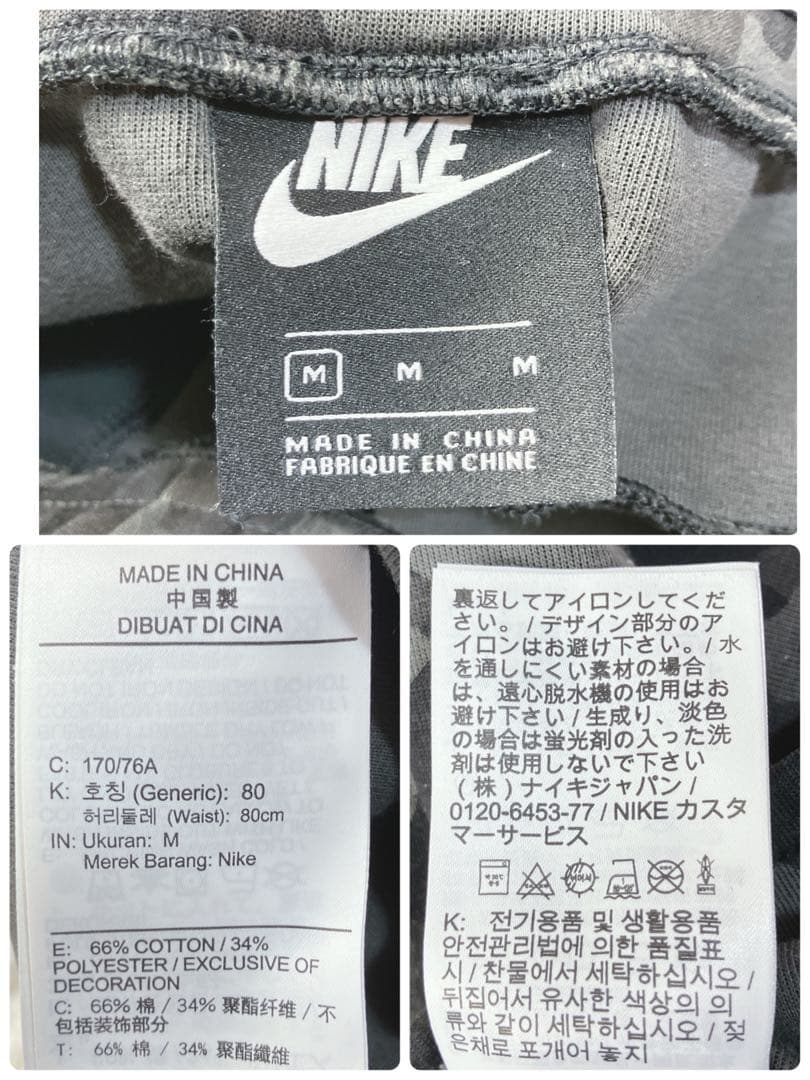 NIKE
M M M
MADE IN CHINA
FABRIQUE EN CHINE
MADE IN CHINA
中国製
DIBUAT DI CINA
C: 170/76A
K: 호칭 (Generic): 80
허리둘레 (Waist): 80cm
IN: Ukuran: M
Merek Barang: Nike
E: 66% COTTON / 34%
POLYESTER / EXCLUSIVE OF
DECORATION
C: 66% 棉 / 34% 聚酯纤维 / 不
包括装饰部分
T: 66% 棉 / 34% 聚酯纖維
裏返してアイロンしてくだ
さい。/ デザイン部分のア
イロンはお避け下さい。/ 水
を通しにくい素材の場合
は、遠心脱水機の使用はお
避け下さい / 生成り、淡色
の場合は蛍光剤の入った洗
剤は使用しないで下さい
(株) ナイキジャパン /
0120-6453-77 / NIKE カスタ
マーサービス
K: 전기용품 및 생활용품
안전관리법에 의한 품질표
시 / 찬물에서 세탁하십시오 /
뒤집어서 유사한 색상의 의
류와 같이 세탁하십시오 / 젖
은채로 포개어 놓지